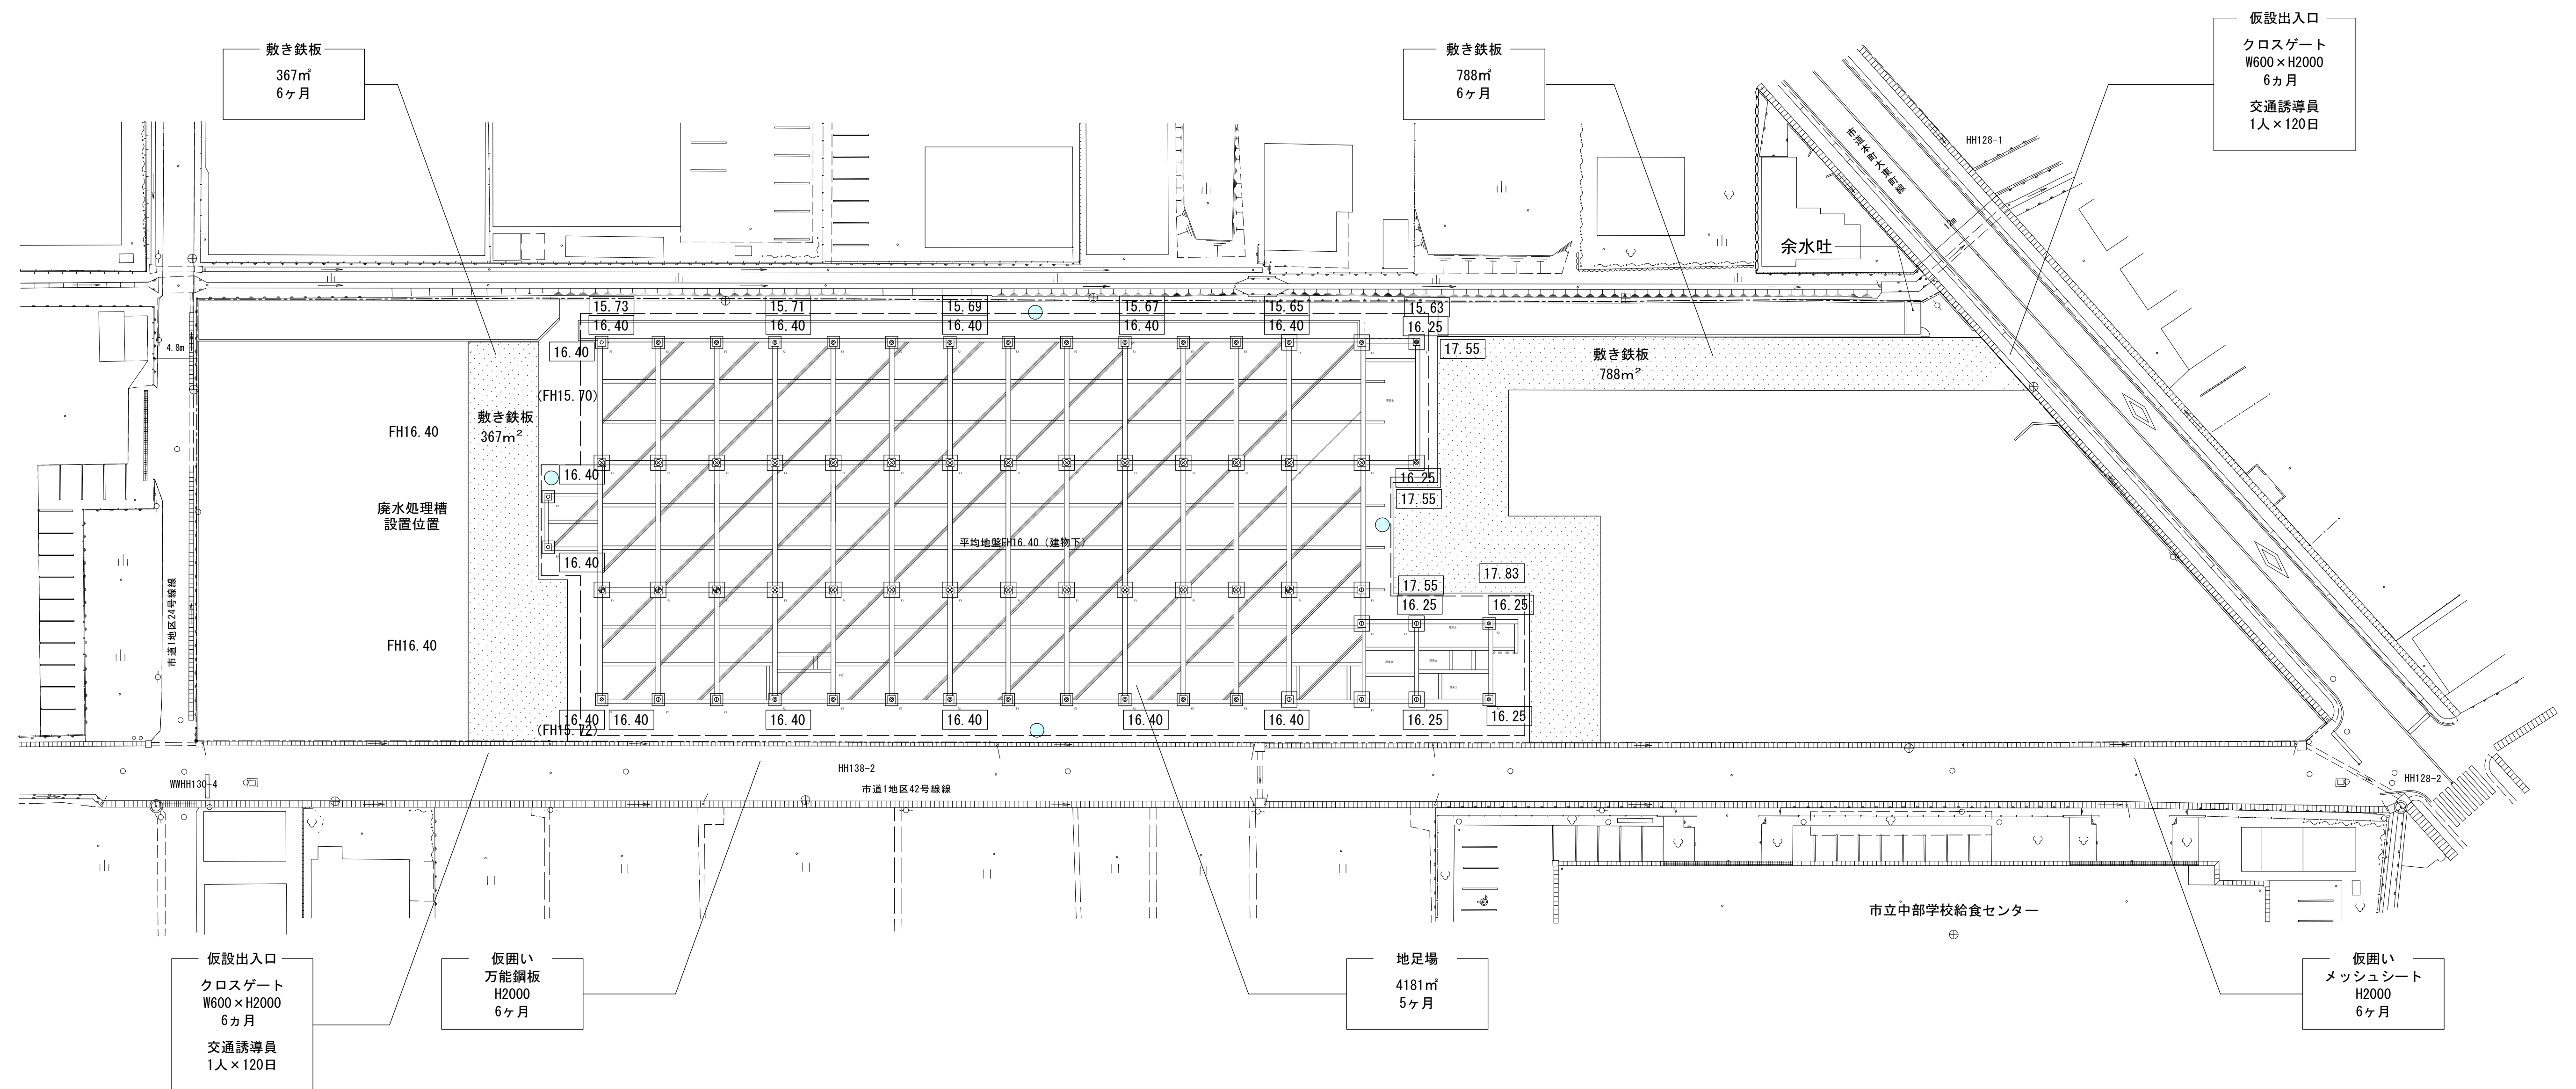 仮設出入口
クロスゲート
W600×H2000
6ヵ月
交通誘導員
1人×120日
敷き鉄板
367㎡
6ヶ月
敷き鉄板
788㎡
6ヶ月
市道本町大東町線
HH128-1
12m
余水吐
15.73
15.71
15.69
15.67
15.65
15.63
16.40
16.40
16.40
16.40
16.40
16.25
4.8m
16.40
17.55
敷き鉄板
788m²
(FH15.70)
敷き鉄板
367m²
FH16.40
16.40
16.25
17.55
廃水処理槽
設置位置
平均地盤FH16.40（建物下）
16.40
17.83
17.55
16.25
16.25
市道1地区24号線線
FH16.40
16.40
16.40
16.40
16.40
16.40
16.40
16.25
16.25
(FH15.72)
HH138-2
WWHH130-4
市道1地区42号線線
HH128-2
市立中部学校給食センター
仮設出入口
クロスゲート
W600×H2000
6ヵ月
交通誘導員
1人×120日
仮囲い
万能鋼板
H2000
6ヶ月
地足場
4181㎡
5ヶ月
仮囲い
メッシュシート
H2000
6ヶ月